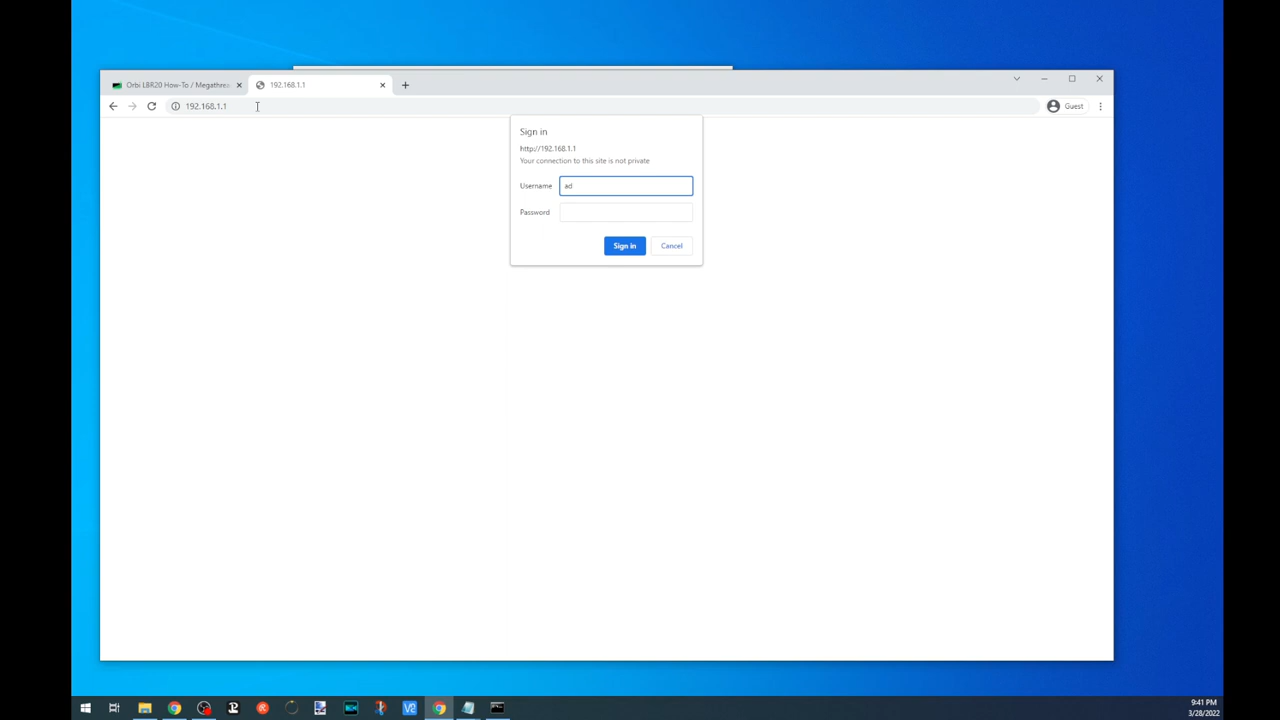 Orbi LBR20 How-To / Megathre
192.168.1.1
192.168.1.1
Guest
Sign in
http://192.168.1.1
Your connection to this site is not private
Username
ad
Password
Sign in
Cancel
9:41 PM
3/28/2022